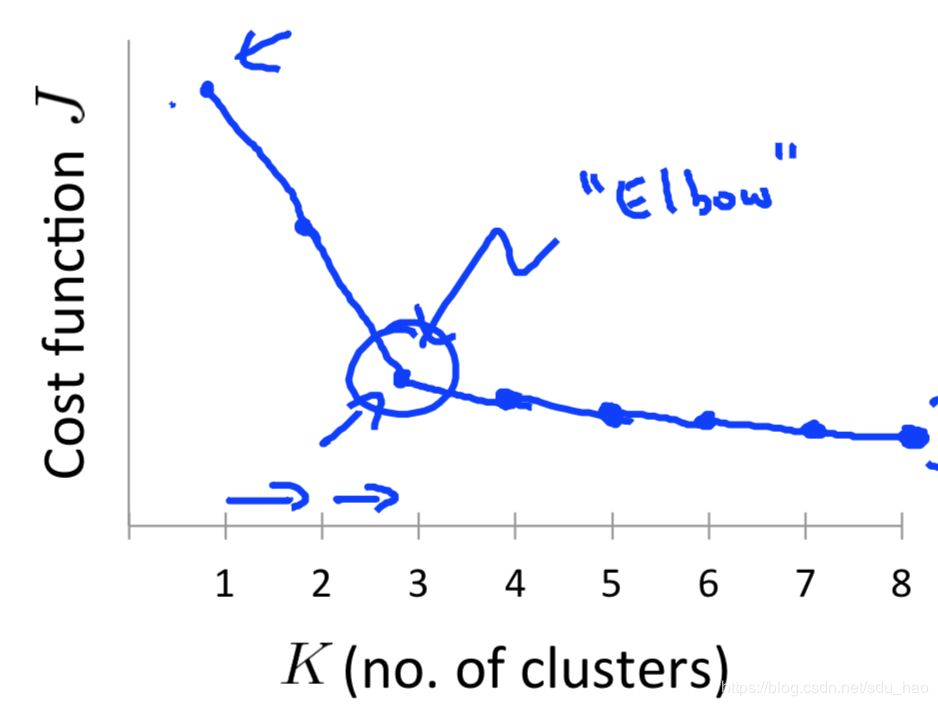 Cost function J
"Elbow"
1 2 3 4 5 6 7 8
K (no. of clusters)
https://blog.csdn.net/sdu_hao